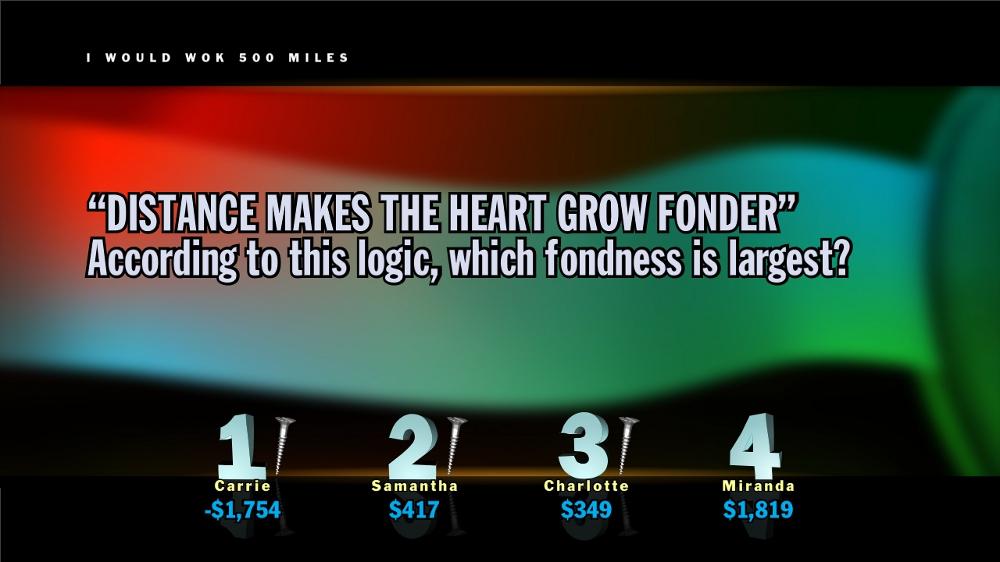 I WOULD WOK 500 MILES
“DISTANCE MAKES THE HEART GROW FONDER”
According to this logic, which fondness is largest?
1 2 3 4
Carrie Samantha Charlotte Miranda
-$1,754 $417 $349 $1,819